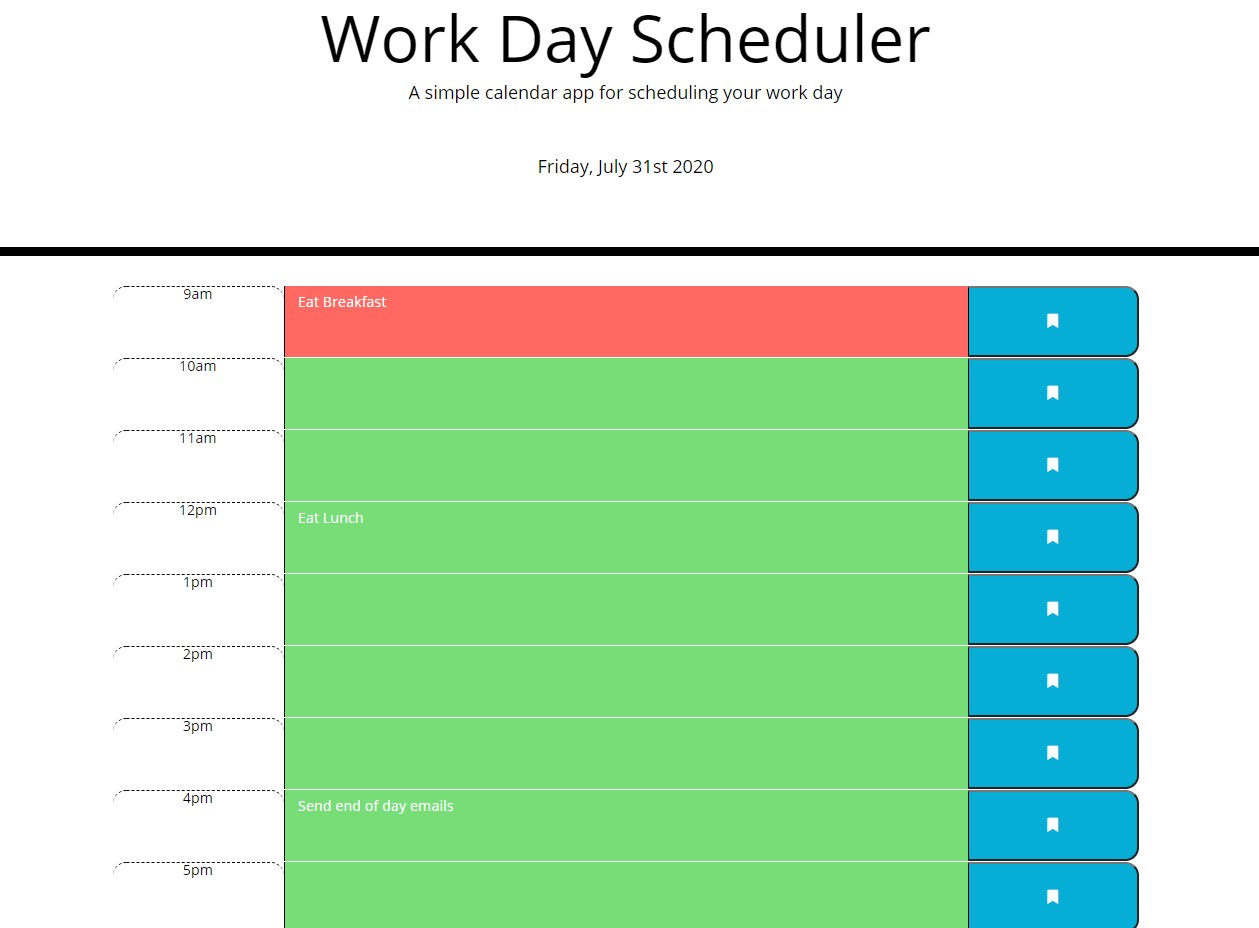 Work Day Scheduler
A simple calendar app for scheduling your work day
Friday, July 31st 2020
9am
Eat Breakfast
10am
11am
12pm
Eat Lunch
1pm
2pm
3pm
4pm
Send end of day emails
5pm